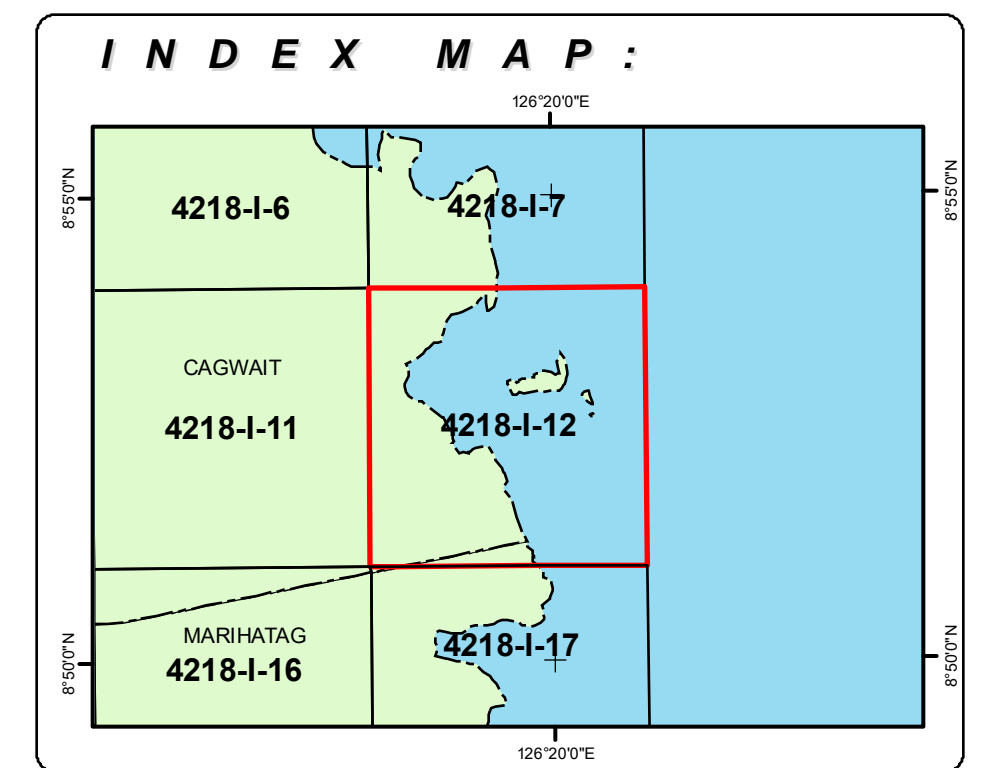 INDEX MAP:
126°20'0"E
8°55'0"N
8°55'0"N
4218-I-6
4218-I-7
CAGWAIT
4218-I-11
4218-I-12
MARIHATAG
4218-I-16
4218-I-17
8°50'0"N
8°50'0"N
126°20'0"E